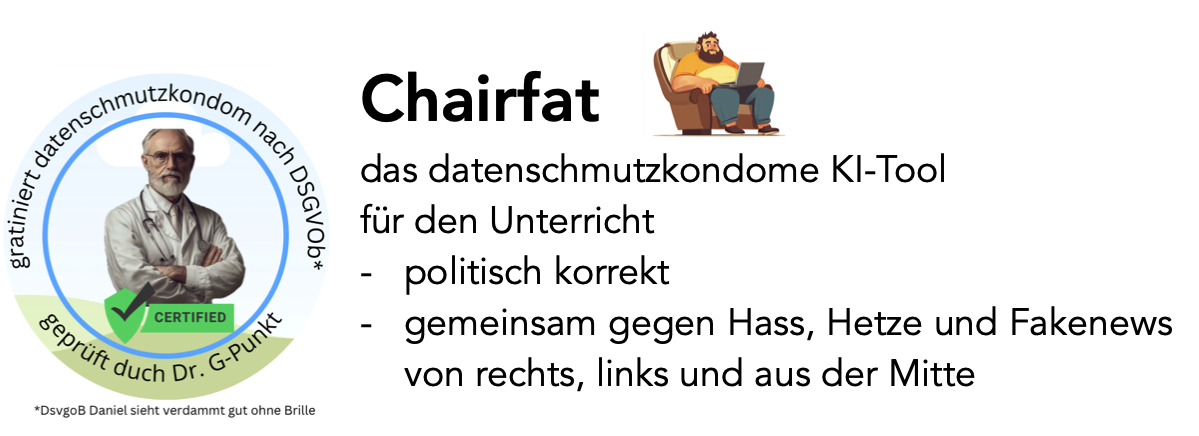 gratiniert datenschmutzkondom nach DSGVOb*
CERTIFIED
geprüft duch Dr. G-Punkt
*DsvgoB Daniel sieht verdammt gut ohne Brille
Chairfat
das datenschmutzkondome KI-Tool
für den Unterricht
- politisch korrekt
- gemeinsam gegen Hass, Hetze und Fakenews
von rechts, links und aus der Mitte